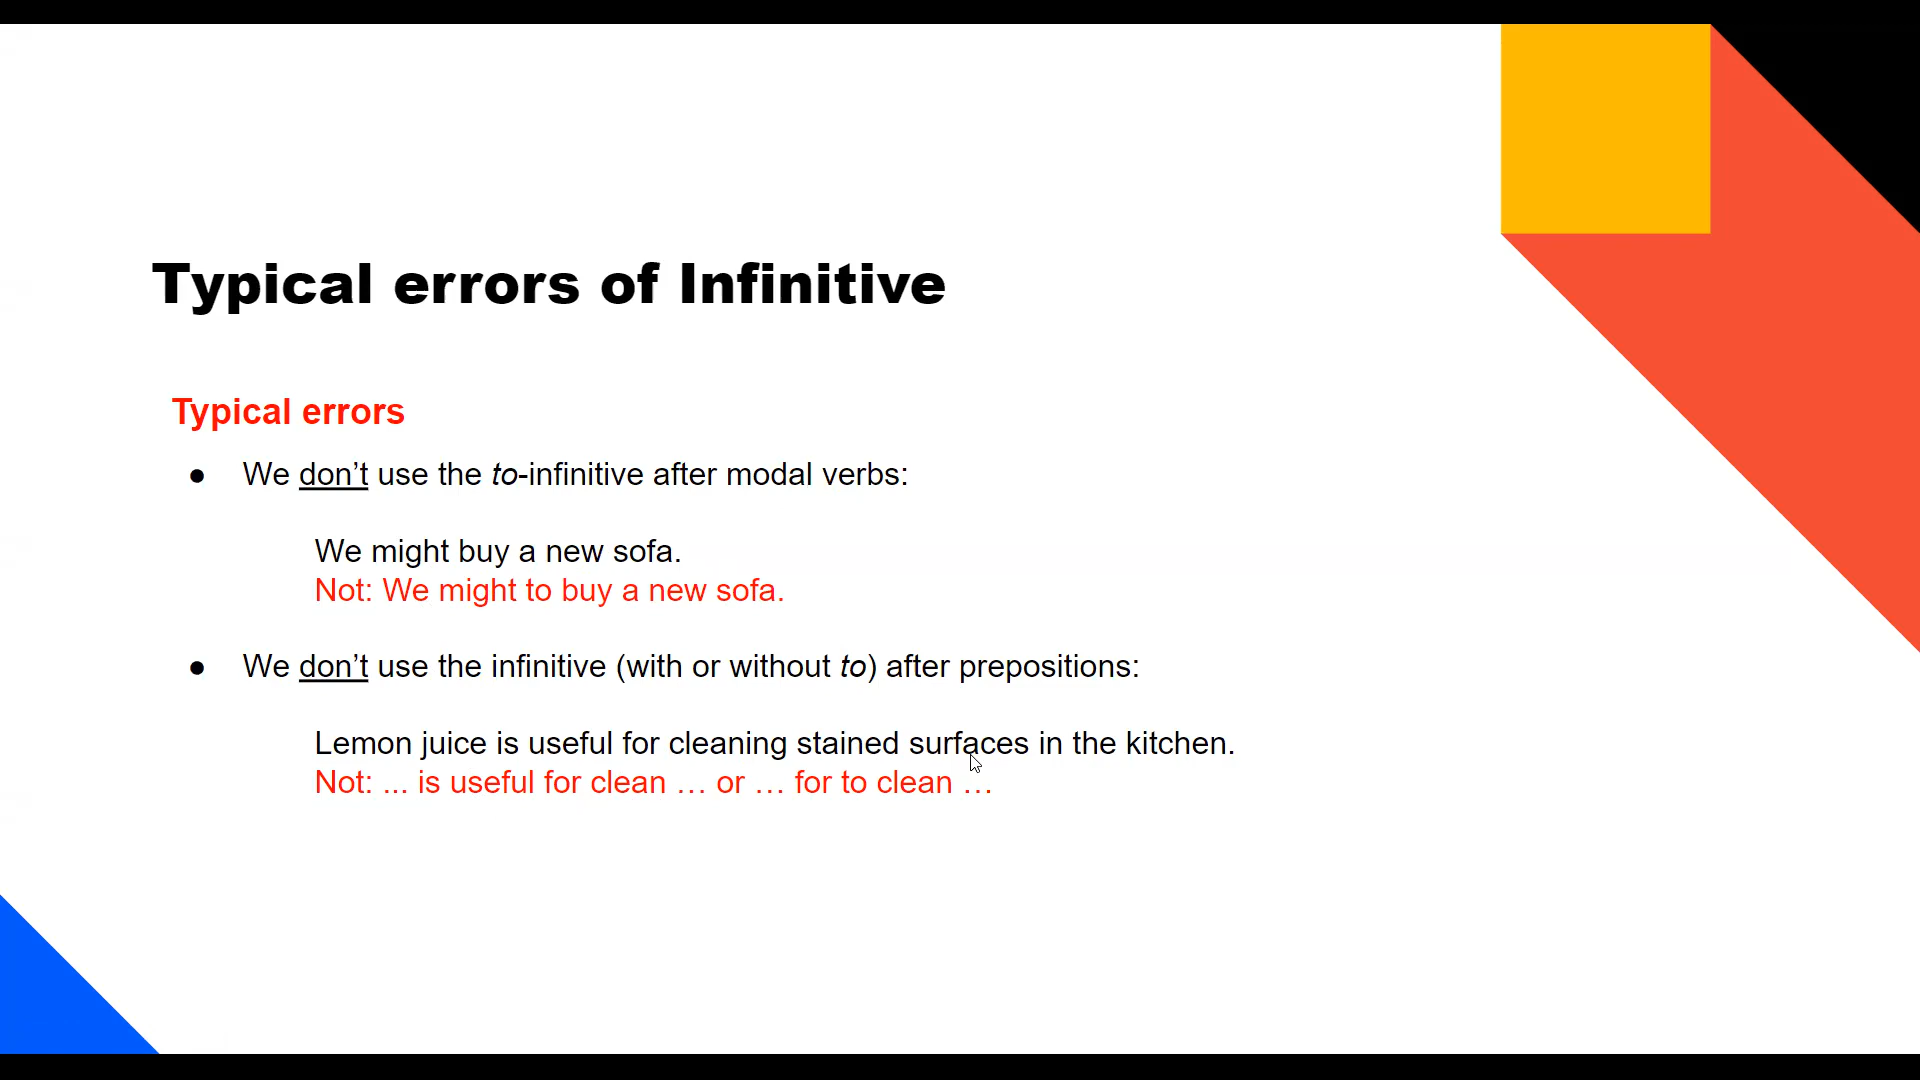 Typical errors of Infinitive
Typical errors
● We don’t use the to-infinitive after modal verbs:
We might buy a new sofa.
Not: We might to buy a new sofa.
● We don’t use the infinitive (with or without to) after prepositions:
Lemon juice is useful for cleaning stained surfaces in the kitchen.
Not: ... is useful for clean … or … for to clean …